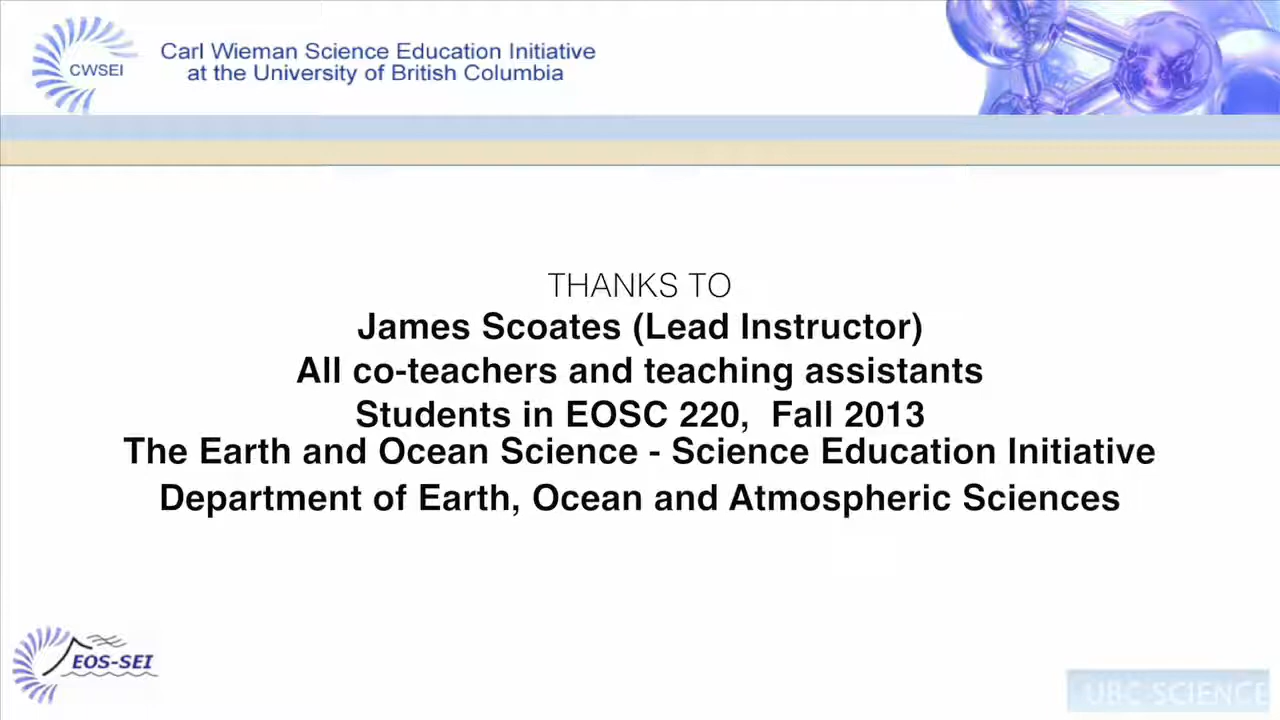 CWSEI
Carl Wieman Science Education Initiative
at the University of British Columbia
THANKS TO
James Scoates (Lead Instructor)
All co-teachers and teaching assistants
Students in EOSC 220,  Fall 2013
The Earth and Ocean Science - Science Education Initiative
Department of Earth, Ocean and Atmospheric Sciences
EOS-SEI
UBC-SCIENCE